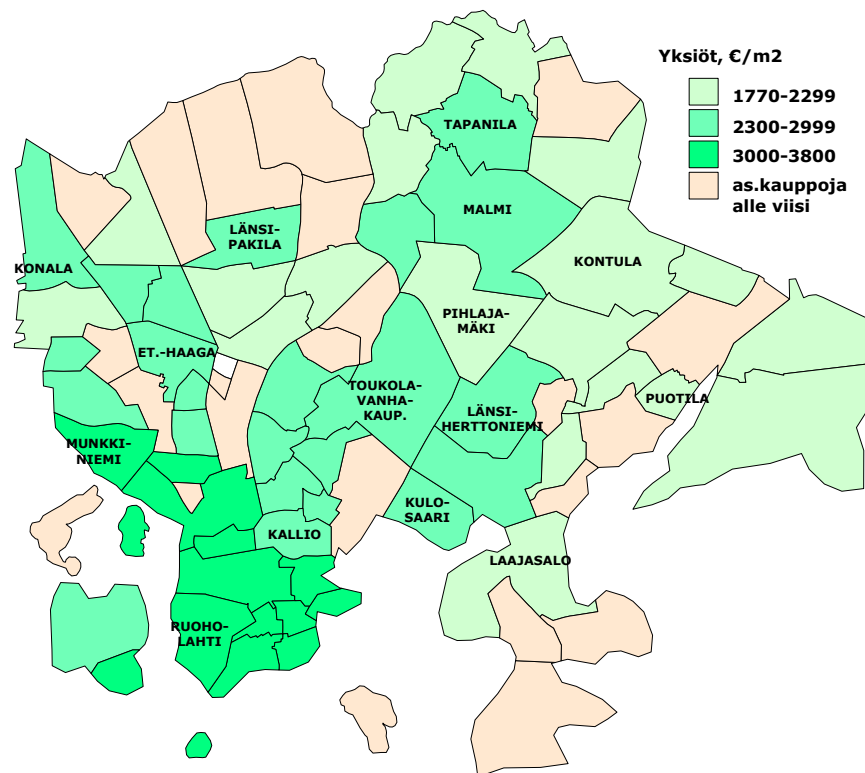 Yksiöt, €/m2
1770-2299
2300-2999
3000-3800
as.kauppoja
alle viisi
TAPANILA
MALMI
LÄNSI-
PAKILA
KONALA
KONTULA
PIHLAJA-
MÄKI
ET.-HAAGA
TOUKOLA-
VANHA-
KAUP.
LÄNSI-
HERTTONIEMI
PUOTILA
MUNKKI-
NIEMI
KULO-
SAARI
KALLIO
LAAJASALO
RUOHO-
LAHTI